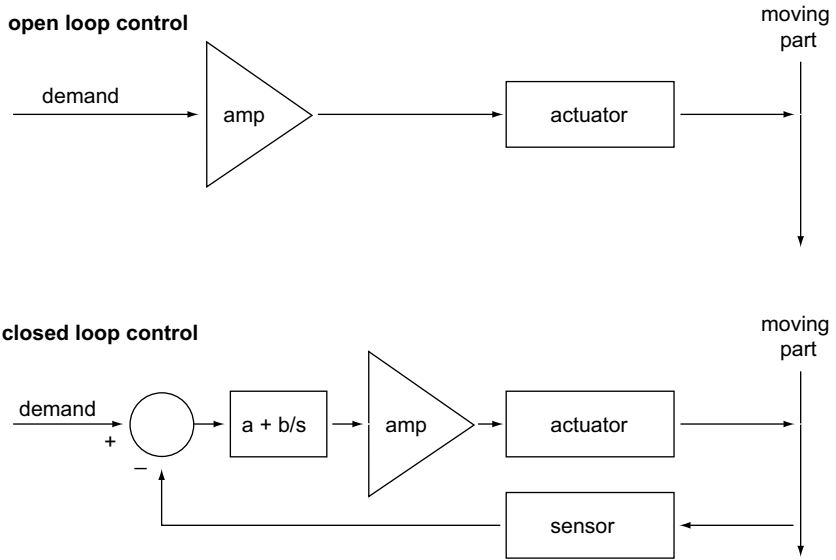 open loop control
moving
part
demand
amp
actuator
closed loop control
moving
part
demand
+
–
a + b/s
amp
actuator
sensor